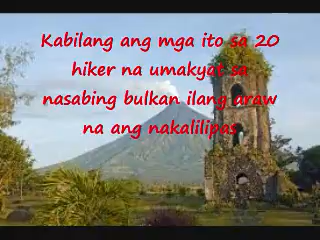 Kabilang ang mga ito sa 20
hiker na umakyat sa
nasabing bulkan ilang araw
na ang nakalilipas